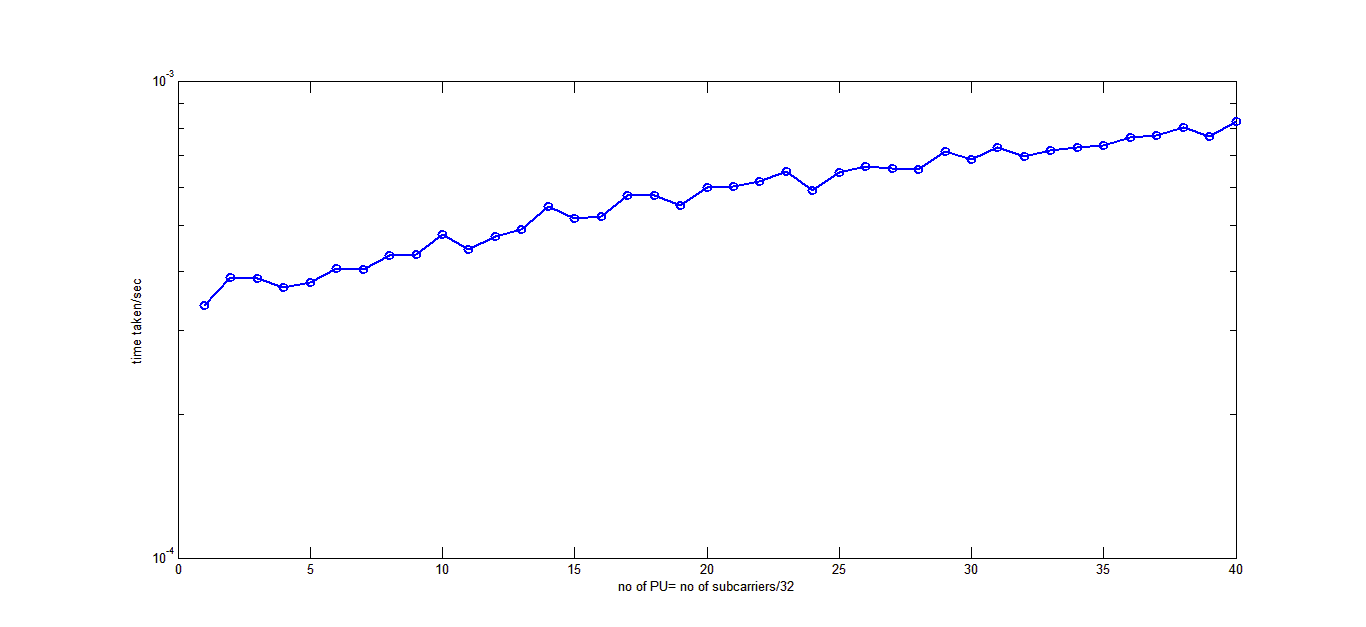 10-3
time taken/sec
10-4
0 5 10 15 20 25 30 35 40
no of PU= no of subcarriers/32